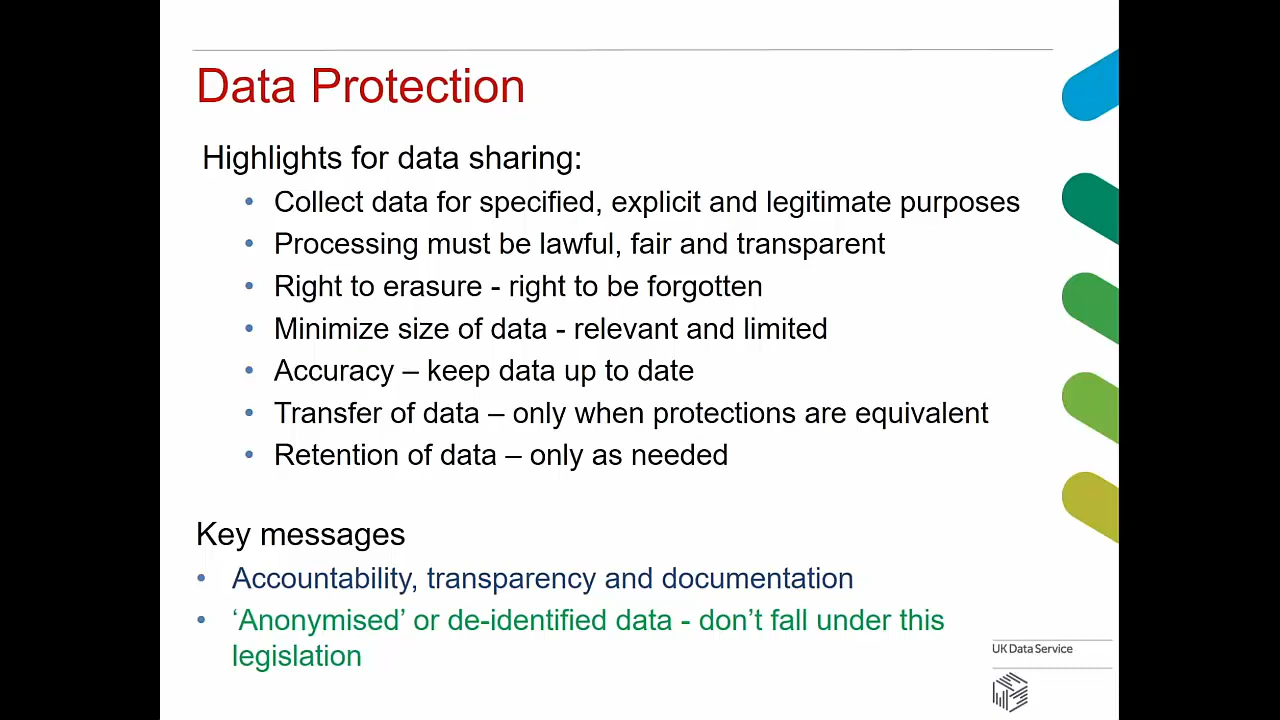 Data Protection
Highlights for data sharing:
• Collect data for specified, explicit and legitimate purposes
• Processing must be lawful, fair and transparent
• Right to erasure - right to be forgotten
• Minimize size of data - relevant and limited
• Accuracy – keep data up to date
• Transfer of data – only when protections are equivalent
• Retention of data – only as needed
Key messages
• Accountability, transparency and documentation
• ‘Anonymised’ or de-identified data - don’t fall under this
legislation
UK Data Service